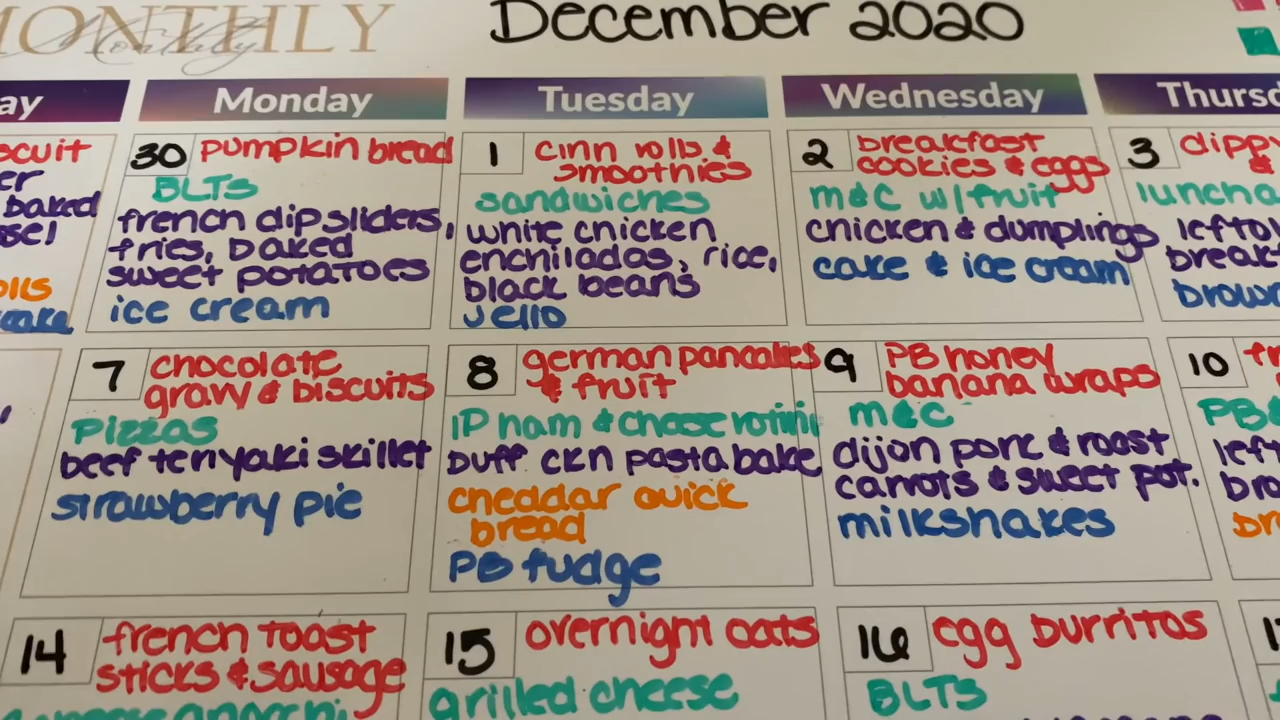 MONTHLY
Monthly
December 2020
Monday
Tuesday
Wednesday
30
pumpkin bread
BLTs
french dip sliders,
fries, baked
sweet potatoes
ice cream
1
cinn rolls &
smoothies
sandwiches
white chicken
enchiladas, rice,
black beans
Jello
2
breakfast
cookies & eggs
M&C w/ fruit
chicken & dumplings
cake & ice cream
3
baked
7
chocolate
gravy & biscuits
Pizzas
beef teriyaki skillet
strawberry pie
8
german pancakes
& fruit
IP ham & cheese rotini
buff ckn pasta bake
cheddar quick
bread
PB fudge
9
PB honey
banana wraps
m&c
dijon pork & roast
carrots & sweet pot.
milkshakes
10
14
french toast
sticks & sausage
15
overnight oats
grilled cheese
16
egg burritos
BLTs